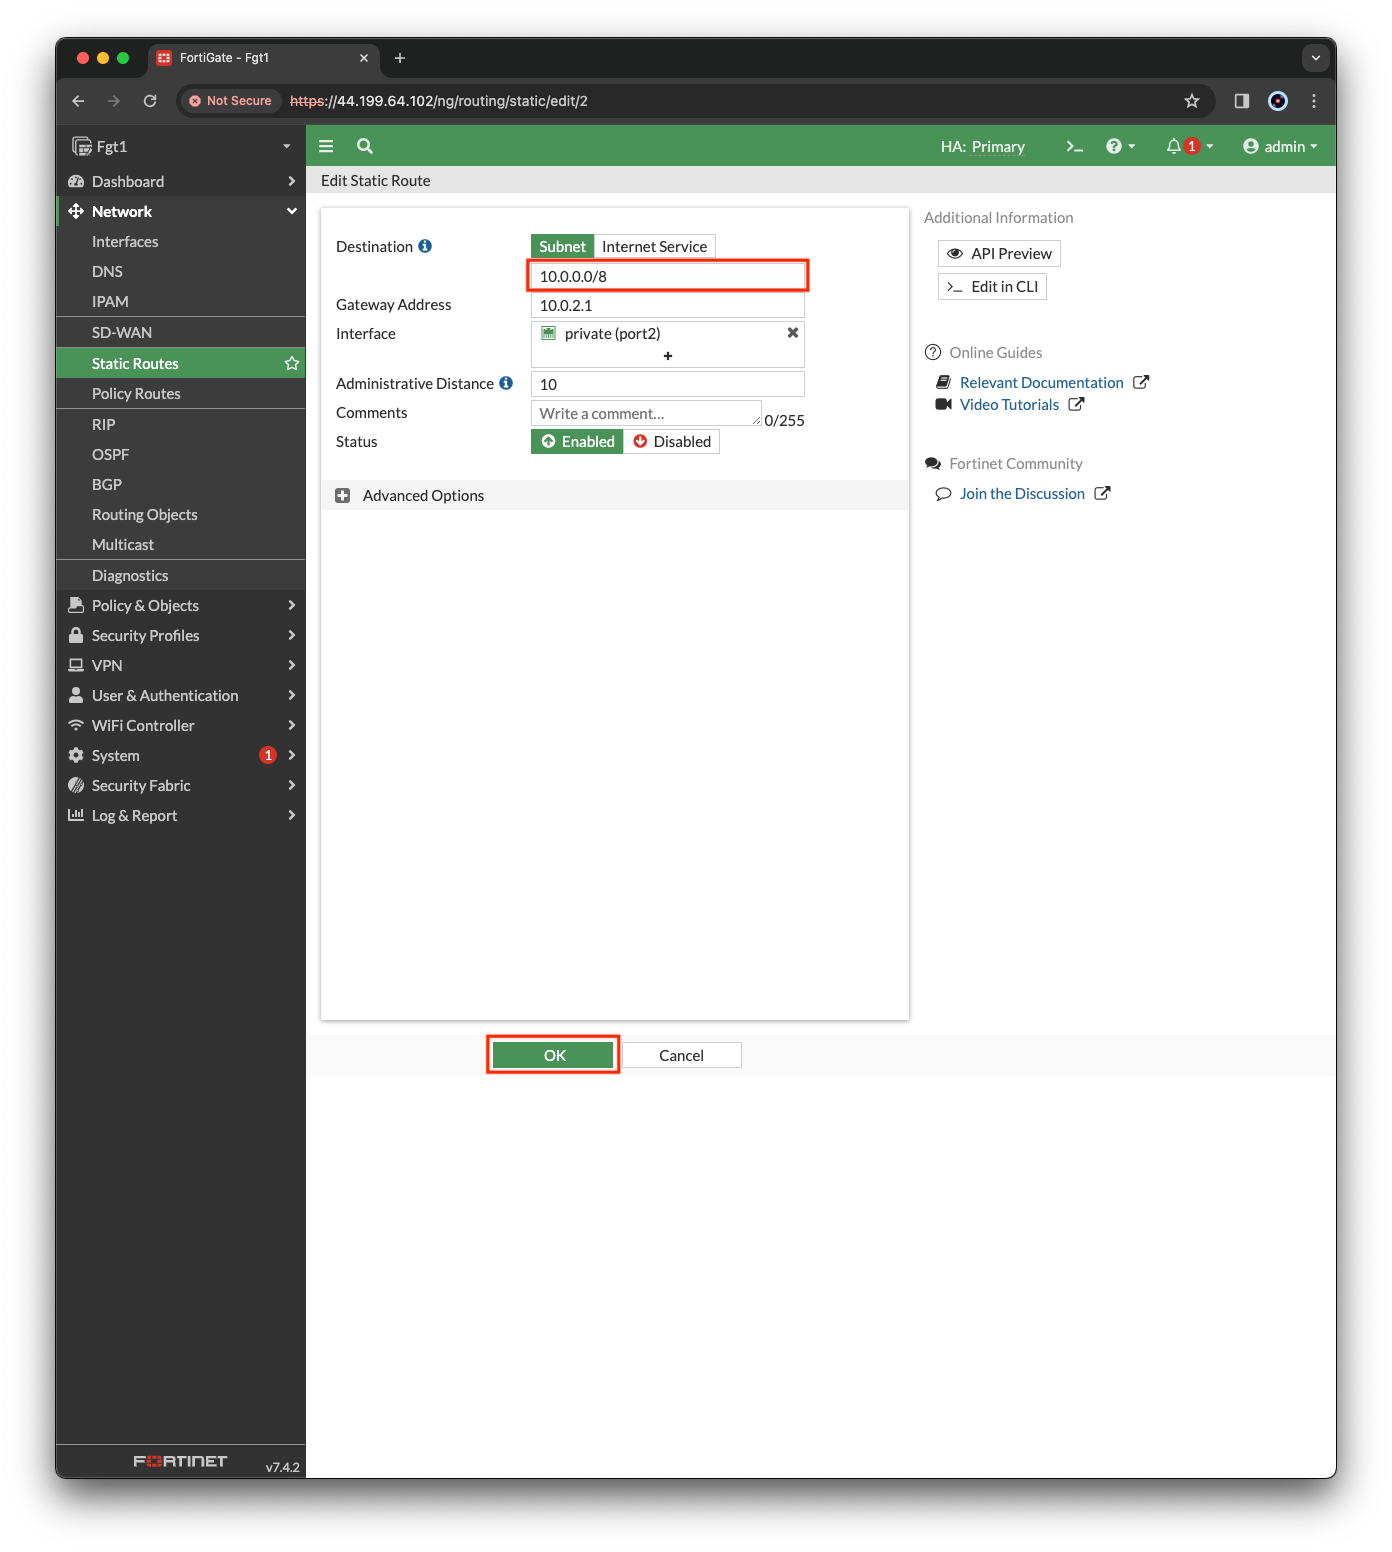 FortiGate - Fgt1
Not Secure https://44.199.64.102/ng/routing/static/edit/2
Fgt1
HA: Primary
1
admin
Dashboard
Network
Interfaces
DNS
IPAM
SD-WAN
Static Routes
Policy Routes
RIP
OSPF
BGP
Routing Objects
Multicast
Diagnostics
Policy & Objects
Security Profiles
VPN
User & Authentication
WiFi Controller
System 1
Security Fabric
Log & Report
FORTINET v7.4.2
Edit Static Route
Destination Subnet Internet Service
10.0.0.0/8
Gateway Address 10.0.2.1
Interface private (port2)
Administrative Distance 10
Comments Write a comment... 0/255
Status Enabled Disabled
Advanced Options
OK Cancel
Additional Information
API Preview
>_ Edit in CLI
Online Guides
Relevant Documentation
Video Tutorials
Fortinet Community
Join the Discussion